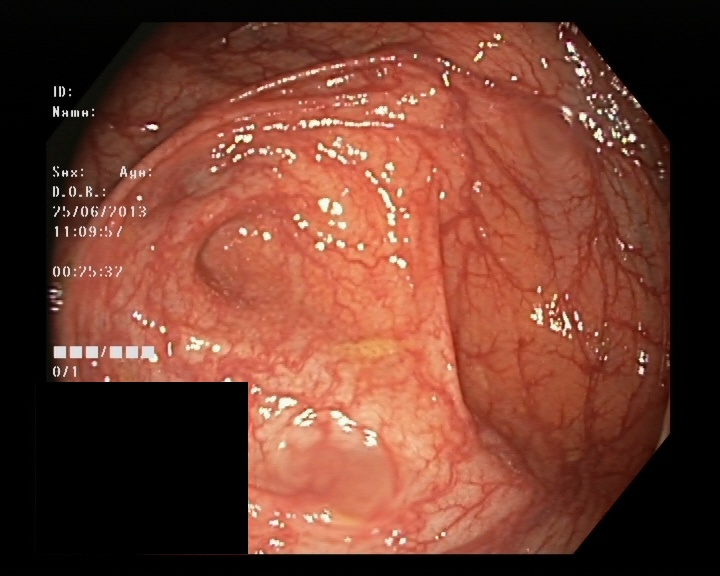 ID:
Name:
Sex: Age:
D.O.B.:
25/06/2013
11:09:57
00:25:32
■■■/■■■
0/1